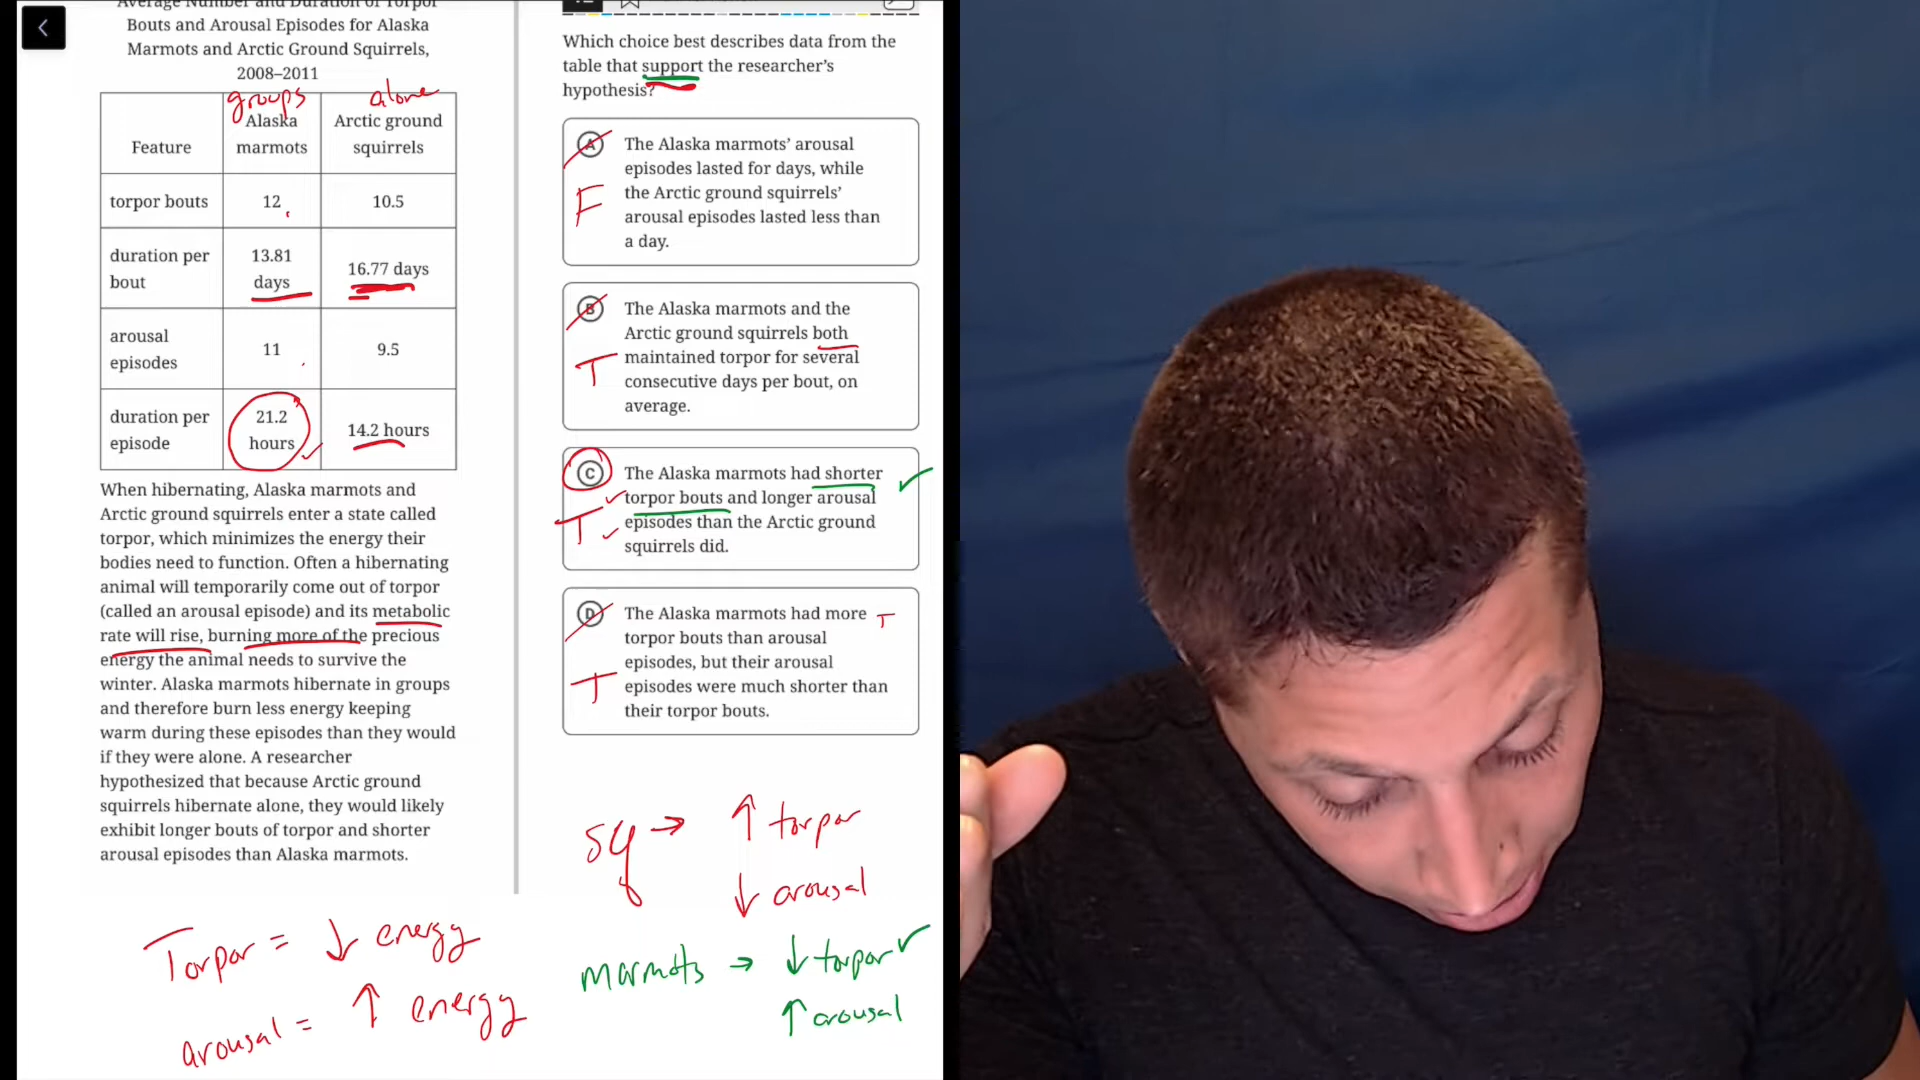 Average Number and Duration of Torpor
Bouts and Arousal Episodes for Alaska
Marmots and Arctic Ground Squirrels,
2008–2011
groups
alone
Feature
Alaska
marmots
Arctic ground
squirrels
torpor bouts
12
10.5
duration per
bout
13.81
days
16.77 days
arousal
episodes
11
9.5
duration per
episode
21.2
hours
14.2 hours
When hibernating, Alaska marmots and
Arctic ground squirrels enter a state called
torpor, which minimizes the energy their
bodies need to function. Often a hibernating
animal will temporarily come out of torpor
(called an arousal episode) and its metabolic
rate will rise, burning more of the precious
energy the animal needs to survive the
winter. Alaska marmots hibernate in groups
and therefore burn less energy keeping
warm during these episodes than they would
if they were alone. A researcher
hypothesized that because Arctic ground
squirrels hibernate alone, they would likely
exhibit longer bouts of torpor and shorter
arousal episodes than Alaska marmots.
Torpor = ↓ energy
arousal = ↑ energy
Which choice best describes data from the
table that support the researcher's
hypothesis?
A
F
The Alaska marmots' arousal
episodes lasted for days, while
the Arctic ground squirrels'
arousal episodes lasted less than
a day.
B
T
The Alaska marmots and the
Arctic ground squirrels both
maintained torpor for several
consecutive days per bout, on
average.
C
T
The Alaska marmots had shorter
torpor bouts and longer arousal
episodes than the Arctic ground
squirrels did.
D
T
The Alaska marmots had more T
torpor bouts than arousal
episodes, but their arousal
episodes were much shorter than
their torpor bouts.
sq → ↑ torpor
↓ arousal
marmots → ↓ torpor ✓
↑ arousal